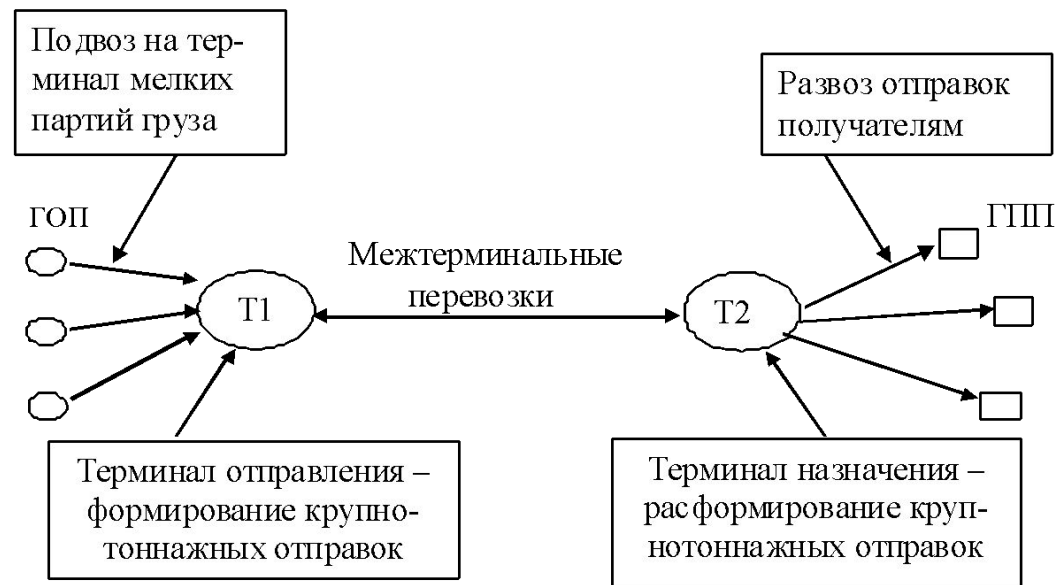 Подвоз на тер-
минал мелких
партий груза
Развоз отправок
получателям
ГОП
ГПП
Межтерминальные
перевозки
Т1
Т2
Терминал отправления –
формирование крупно-
тоннажных отправок
Терминал назначения –
расформирование круп-
нотоннажных отправок